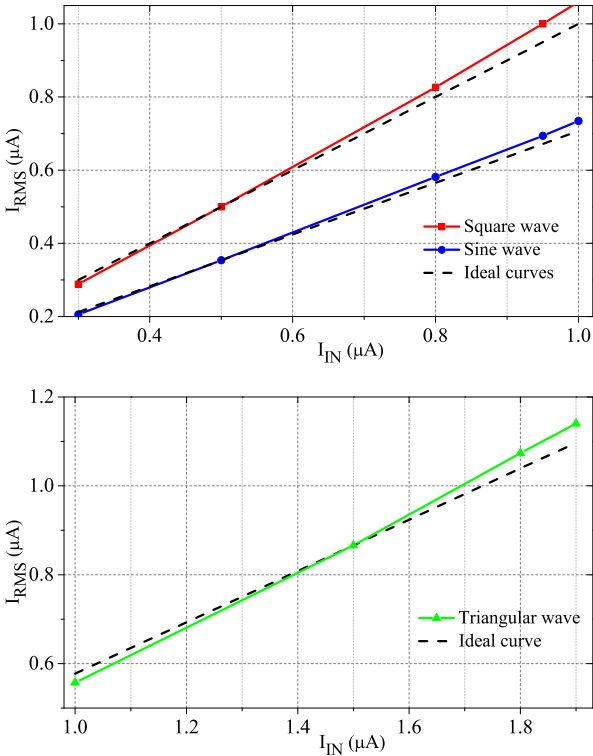 1.0
0.8
0.6
0.4
0.2
I_RMS (µA)
Square wave
Sine wave
Ideal curves
0.4 0.6 0.8 1.0
I_IN (µA)
1.2
1.0
0.8
0.6
I_RMS (µA)
Triangular wave
Ideal curve
1.0 1.2 1.4 1.6 1.8
I_IN (µA)